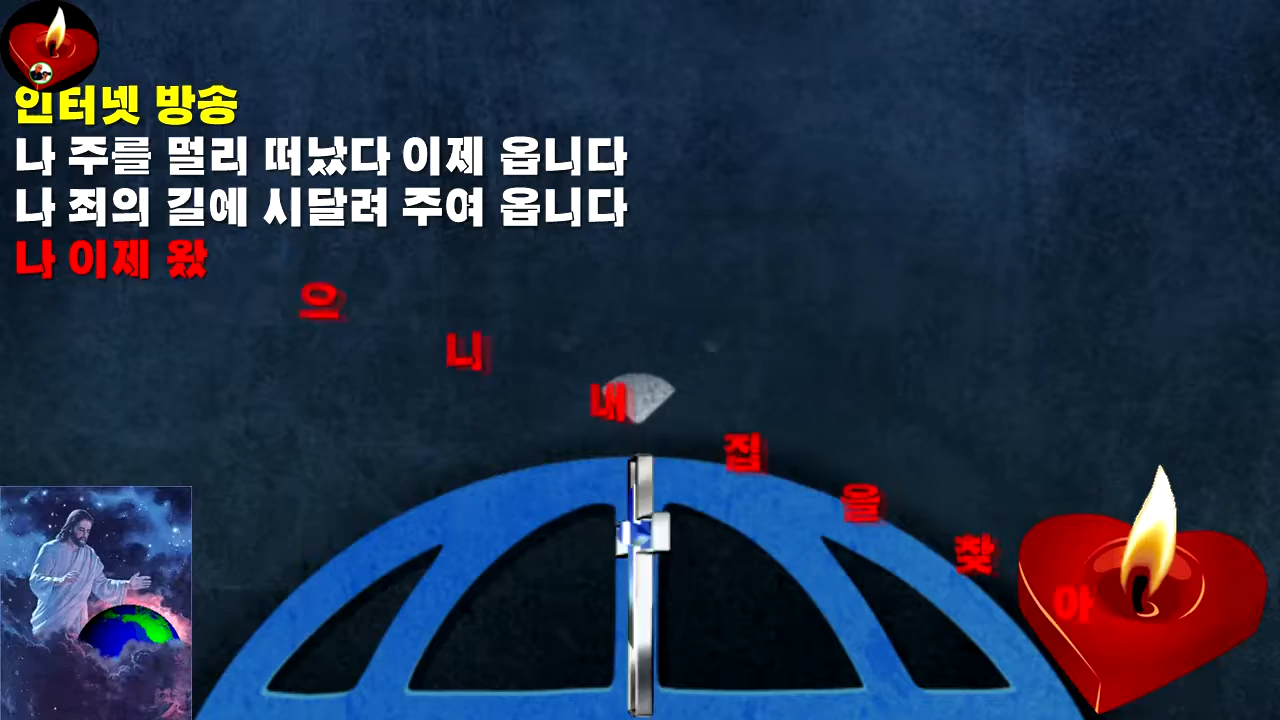 인터넷 방송
나 주를 멀리 떠났다 이제 옵니다
나 죄의 길에 시달려 주여 옵니다
나 이제 왔으니 내 집을 찾아